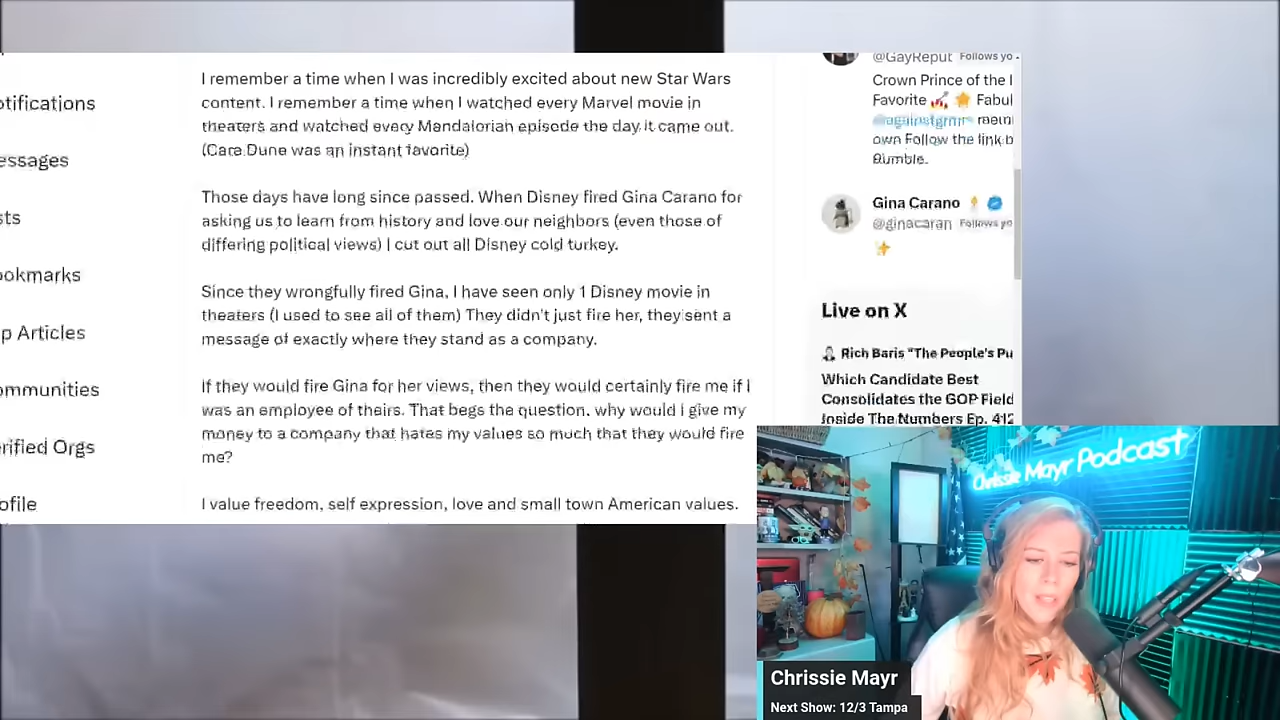 otifications
essages
sts
ookmarks
p Articles
ommunities
rified Orgs
ofile
I remember a time when I was incredibly excited about new Star Wars
content. I remember a time when I watched every Marvel movie in
theaters and watched every Mandalorian episode the day it came out.
(Cara Dune was an instant favorite)
Those days have long since passed. When Disney fired Gina Carano for
asking us to learn from history and love our neighbors (even those of
differing political views) I cut out all Disney cold turkey.
Since they wrongfully fired Gina, I have seen only 1 Disney movie in
theaters (I used to see all of them) They didn't just fire her, they sent a
message of exactly where they stand as a company.
If they would fire Gina for her views, then they would certainly fire me if I
was an employee of theirs. That begs the question, why would I give my
money to a company that hates my values so much that they would fire
me?
I value freedom, self expression, love and small town American values.
@GayReput Follows yo
Crown Prince of the I
Favorite Fabul
own Follow the link b
Rumble.
Gina Carano
@ginacaran Follows yo
Live on X
Rich Baris "The People's Pu
Which Candidate Best
Consolidates the GOP Field
Inside The Numbers Ep. 412
Chrissie Mayr Podcast
Chrissie Mayr
Next Show: 12/3 Tampa